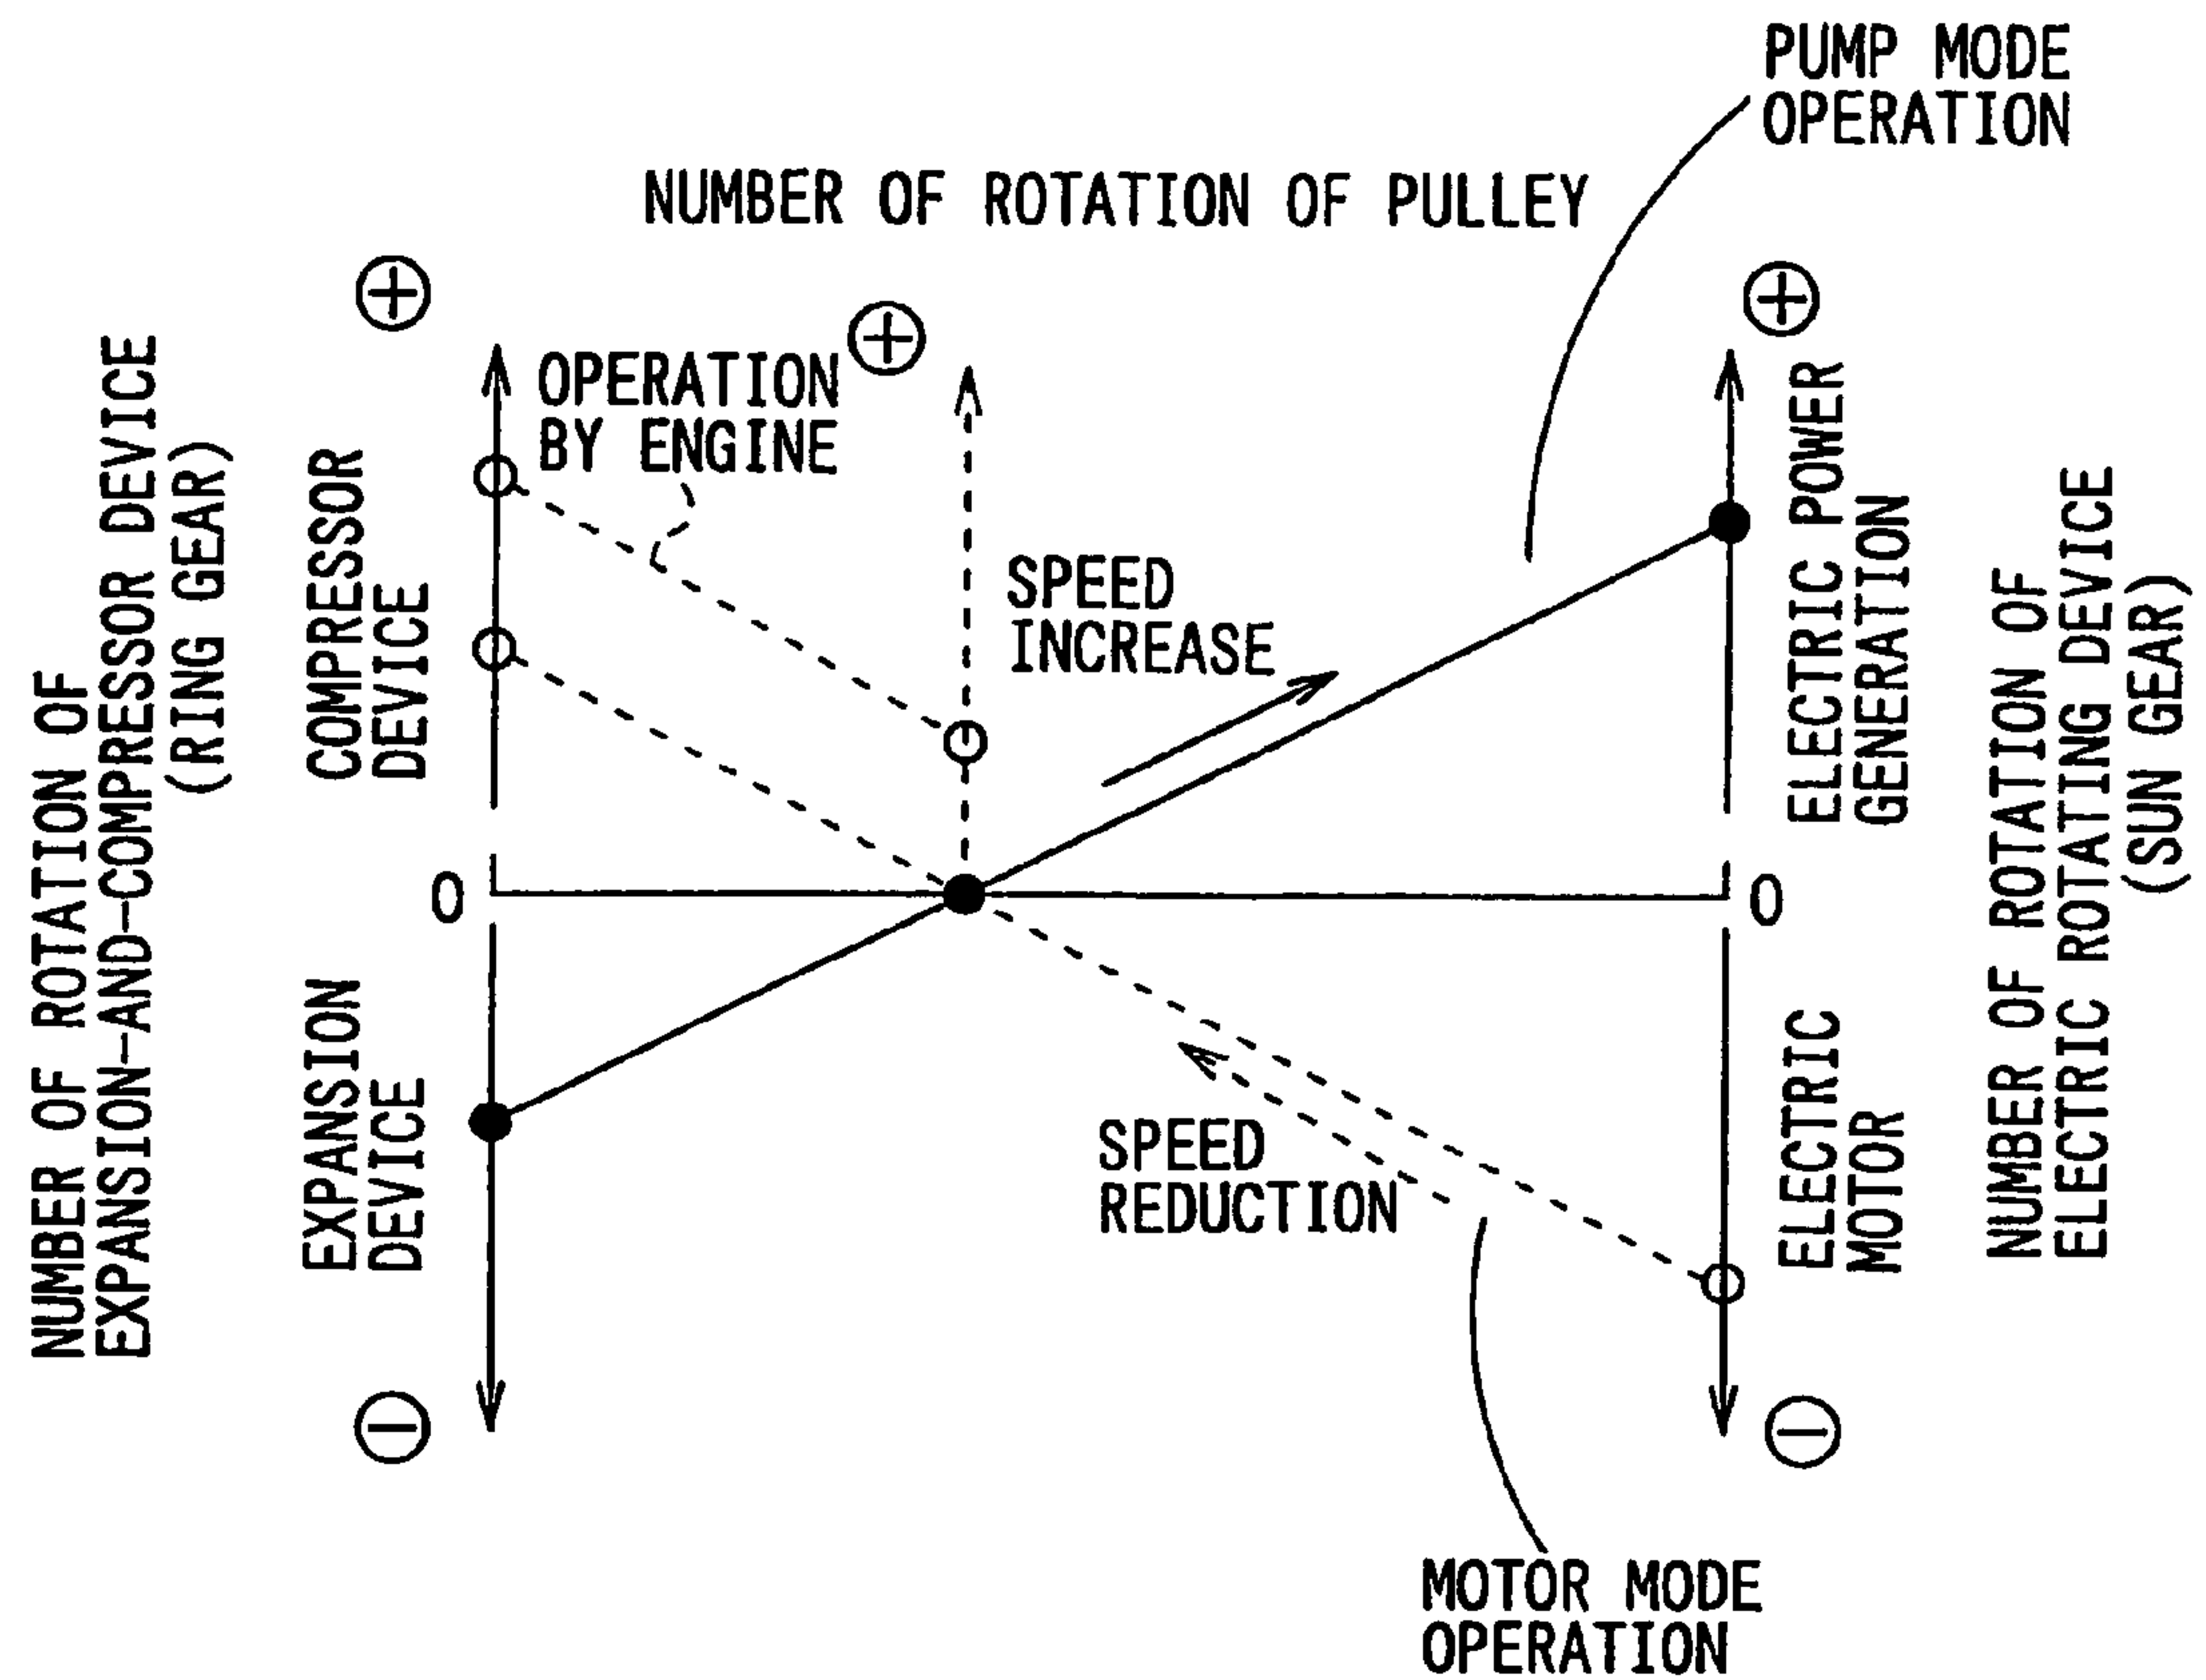 PUMP MODE
OPERATION
NUMBER OF ROTATION OF PULLEY
⊕
⊕
⊕
OPERATION
BY ENGINE
NUMBER OF ROTATION OF
EXPANSION-AND-COMPRESSOR DEVICE
(RING GEAR)
COMPRESSOR
DEVICE
SPEED
INCREASE
ELECTRIC POWER
GENERATION
NUMBER OF ROTATION OF
ELECTRIC ROTATING DEVICE
(SUN GEAR)
0
0
EXPANSION
DEVICE
SPEED
REDUCTION
ELECTRIC
MOTOR
⊖
⊖
MOTOR MODE
OPERATION